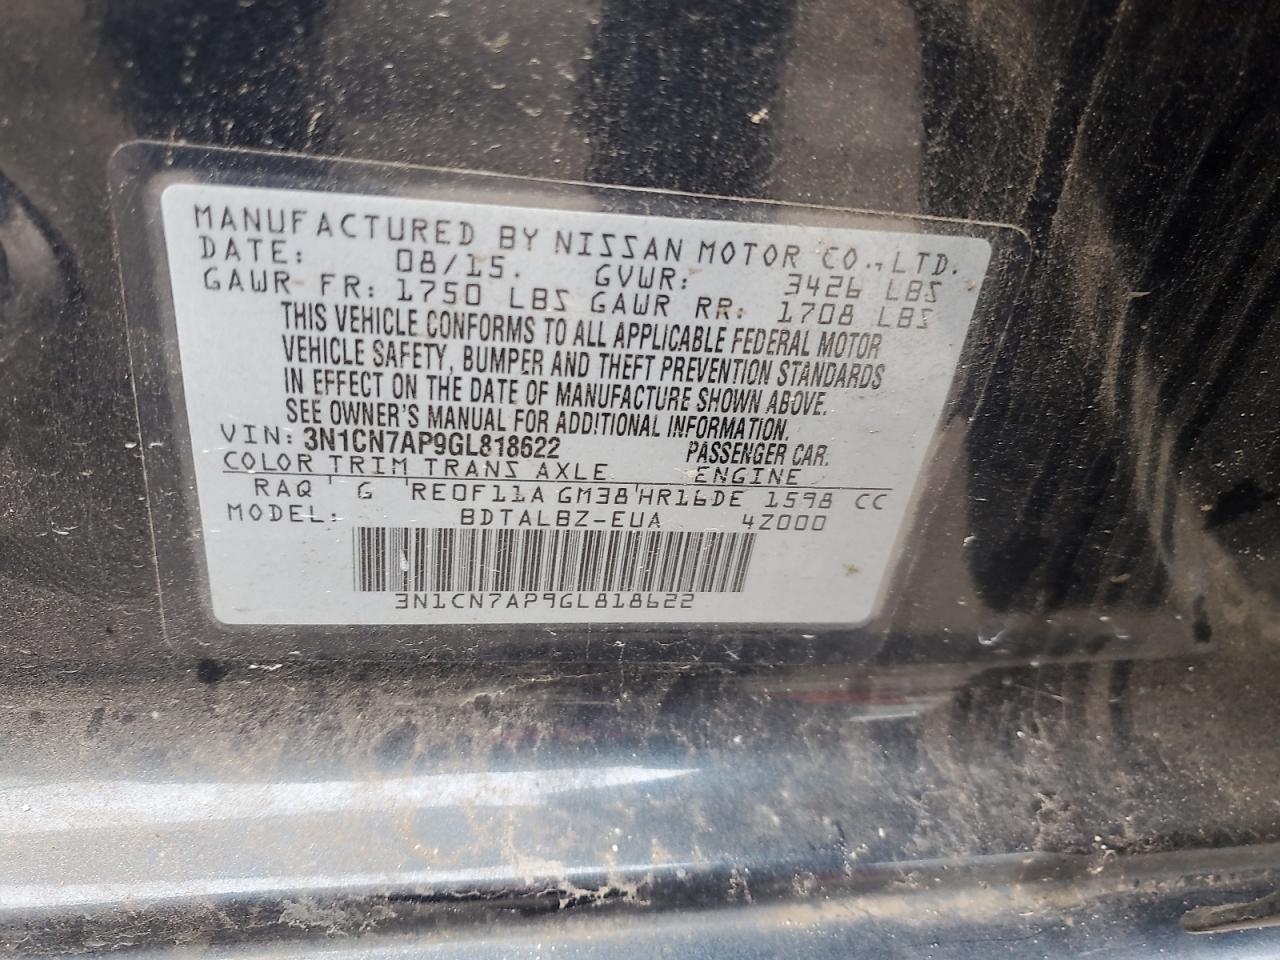 MANUFACTURED BY NISSAN MOTOR CO., LTD.
DATE: 08/15. GVWR: 3426 LBS
GAWR FR: 1750 LBS GAWR RR: 1708 LBS
THIS VEHICLE CONFORMS TO ALL APPLICABLE FEDERAL MOTOR
VEHICLE SAFETY, BUMPER AND THEFT PREVENTION STANDARDS
IN EFFECT ON THE DATE OF MANUFACTURE SHOWN ABOVE.
SEE OWNER'S MANUAL FOR ADDITIONAL INFORMATION.
VIN: 3N1CN7AP9GL818622 PASSENGER CAR.
COLOR TRIM TRANS AXLE ENGINE
RAQ G RE0F11A GM38 HR16DE 1598 CC
MODEL: BDTALBZ-EUA 4Z000
3N1CN7AP9GL818622